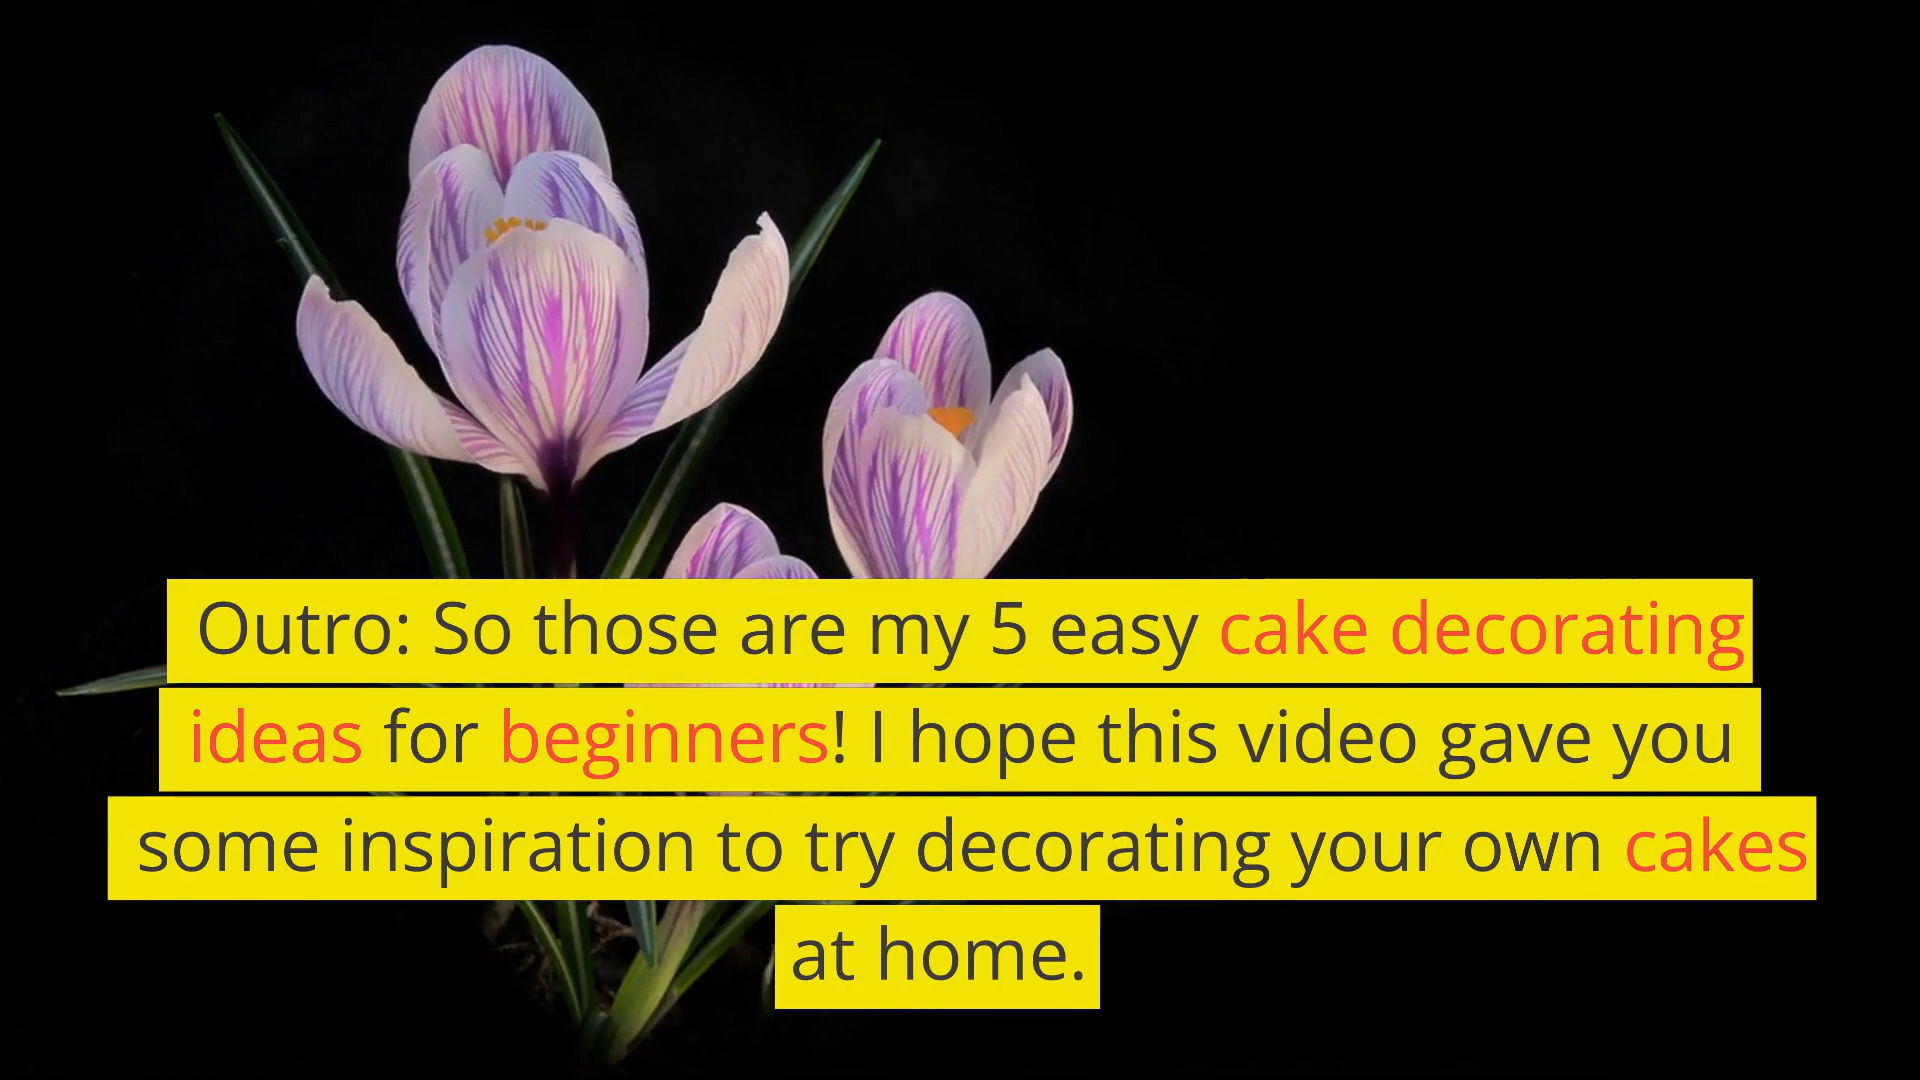 Outro: So those are my 5 easy cake decorating
ideas for beginners! I hope this video gave you
some inspiration to try decorating your own cakes
at home.